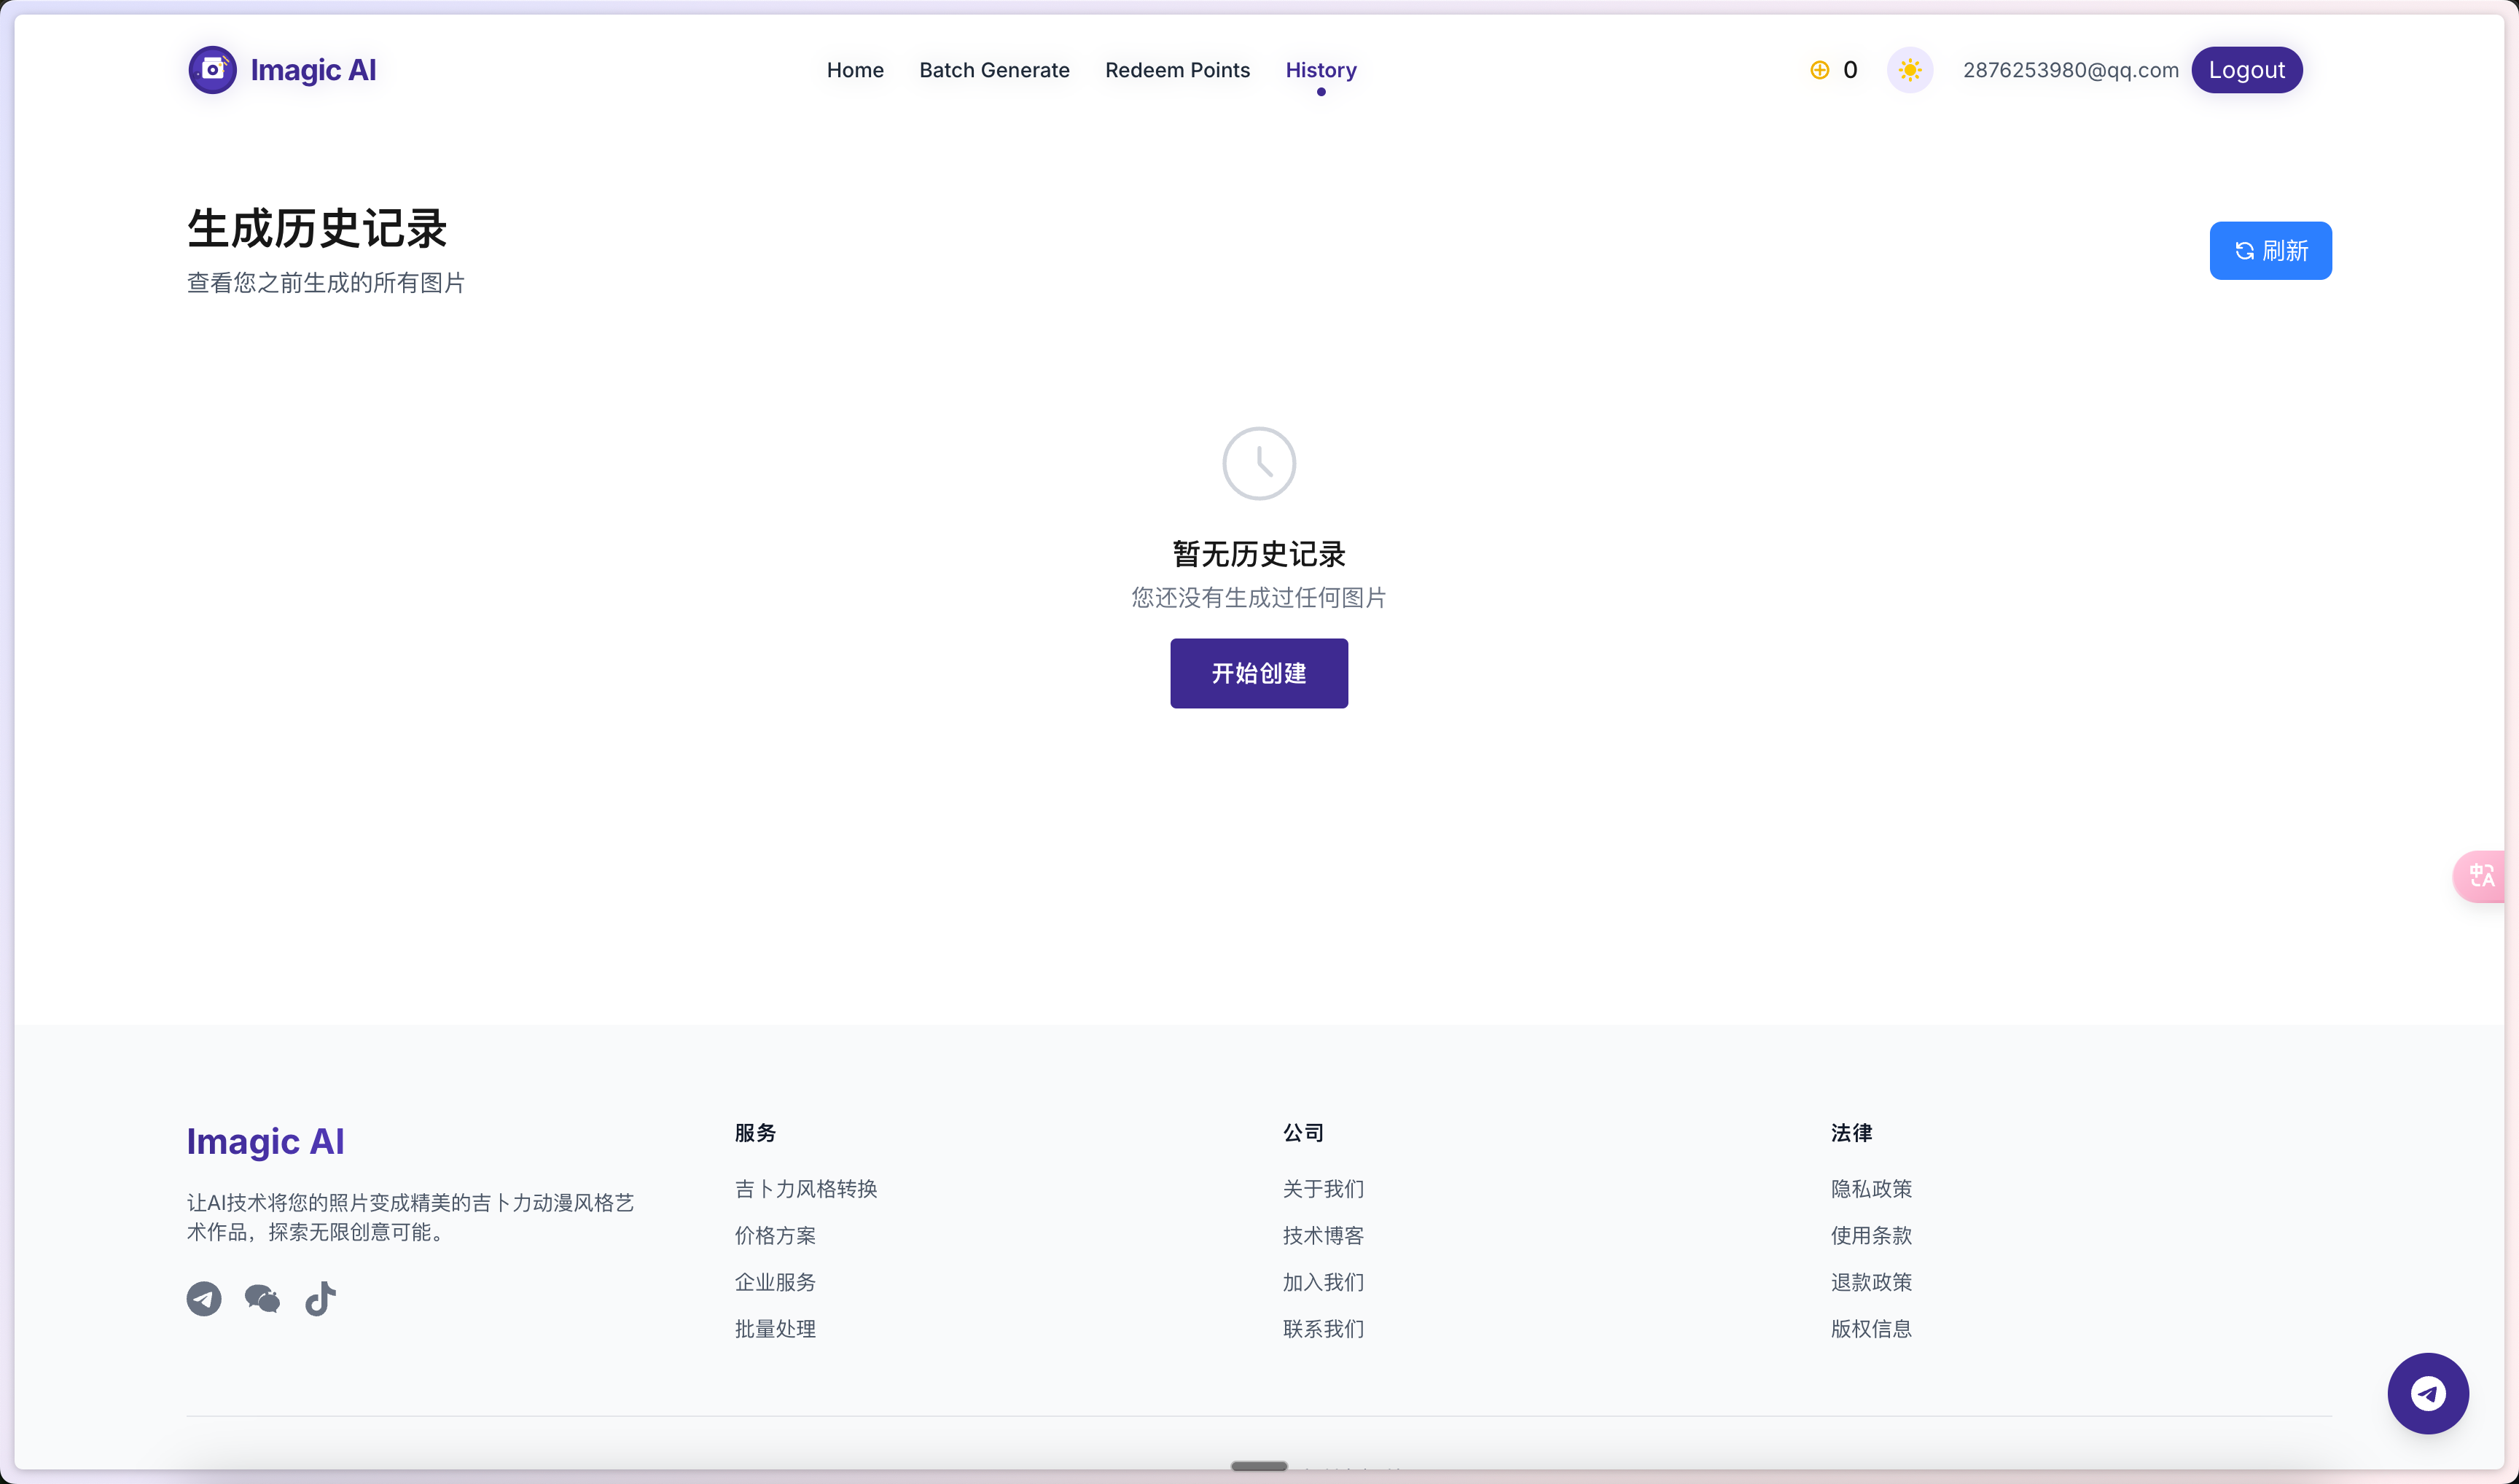 Imagic AI
Home
Batch Generate
Redeem Points
History
0
2876253980@qq.com
Logout
生成历史记录
查看您之前生成的所有图片
刷新
暂无历史记录
您还没有生成过任何图片
开始创建
中A
Imagic AI
让AI技术将您的照片变成精美的吉卜力动漫风格艺
术作品，探索无限创意可能。
服务
吉卜力风格转换
价格方案
企业服务
批量处理
公司
关于我们
技术博客
加入我们
联系我们
法律
隐私政策
使用条款
退款政策
版权信息